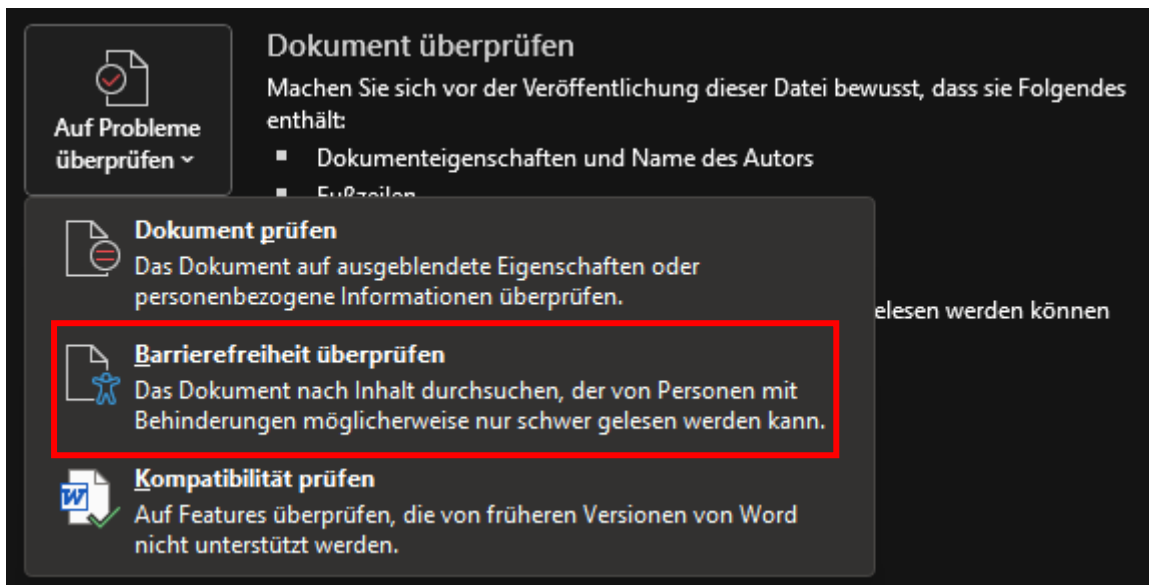 Dokument überprüfen
Machen Sie sich vor der Veröffentlichung dieser Datei bewusst, dass sie Folgendes
enthält:
Auf Probleme
überprüfen
▪ Dokumenteigenschaften und Name des Autors
▪ Fußzeilen
Dokument prüfen
Das Dokument auf ausgeblendete Eigenschaften oder
personenbezogene Informationen überprüfen.
elesen werden können
Barrierefreiheit überprüfen
Das Dokument nach Inhalt durchsuchen, der von Personen mit
Behinderungen möglicherweise nur schwer gelesen werden kann.
Kompatibilität prüfen
Auf Features überprüfen, die von früheren Versionen von Word
nicht unterstützt werden.
W